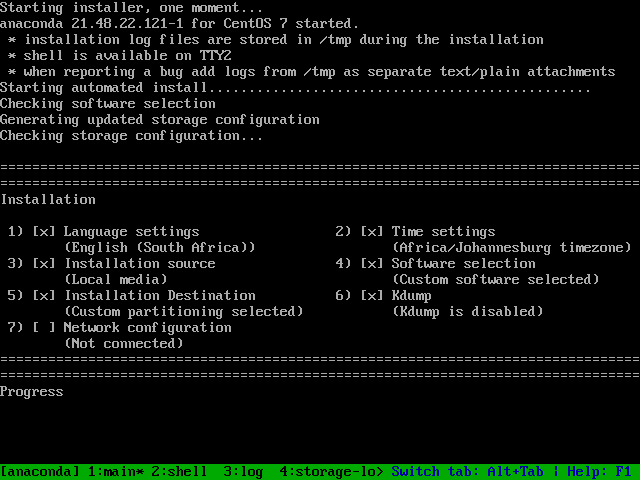 Starting installer, one moment...
anaconda 21.48.22.121-1 for CentOS 7 started.
 * installation log files are stored in /tmp during the installation
 * shell is available on TTY2
 * when reporting a bug add logs from /tmp as separate text/plain attachments
Starting automated install.................................................
Checking software selection
Generating updated storage configuration
Checking storage configuration...
================================================================================
================================================================================
Installation
 1) [x] Language settings                 2) [x] Time settings
        (English (South Africa))                 (Africa/Johannesburg timezone)
 3) [x] Installation source               4) [x] Software selection
        (Local media)                            (Custom software selected)
 5) [x] Installation Destination          6) [x] Kdump
        (Custom partitioning selected)           (Kdump is disabled)
 7) [ ] Network configuration
        (Not connected)
================================================================================
================================================================================
Progress
[anaconda] 1:main* 2:shell  3:log  4:storage-lo> Switch tab: Alt+Tab | Help: F1